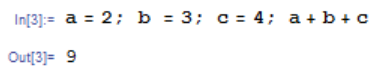 In[3]:= a = 2; b = 3; c = 4; a + b + c
Out[3]= 9